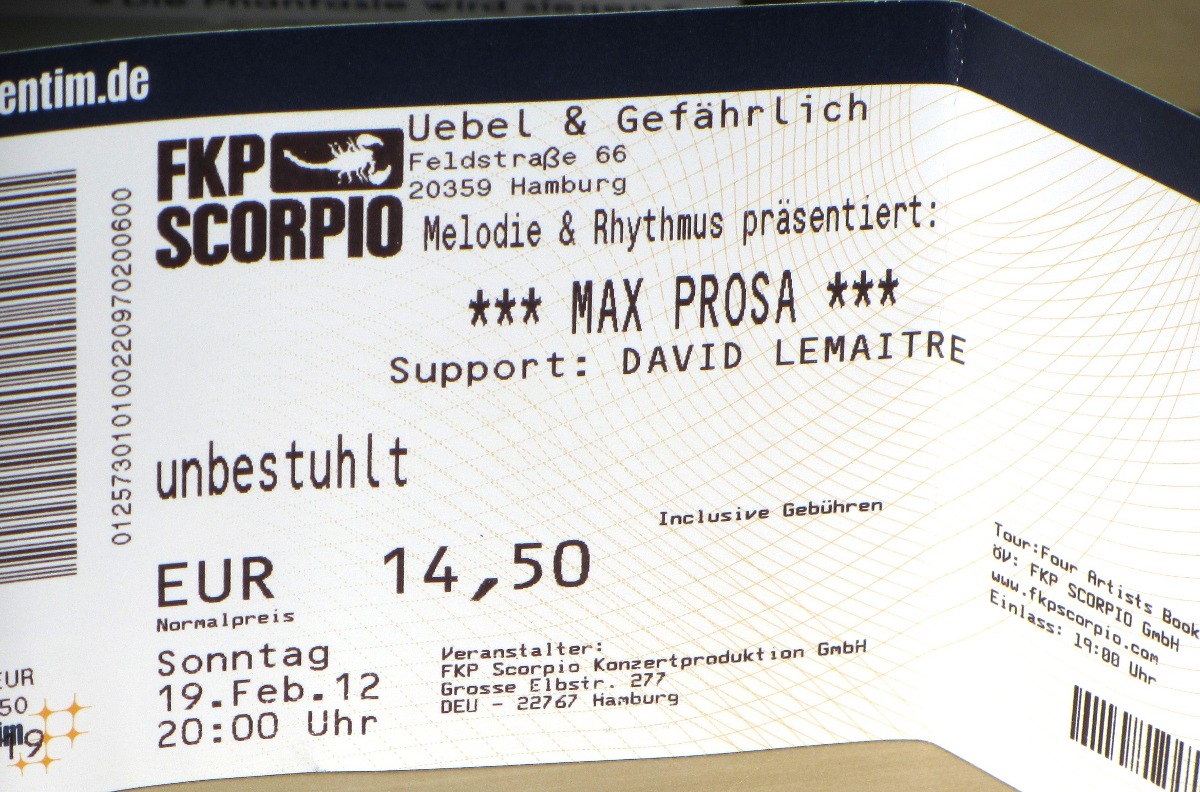 entim.de
FKP
SCORPIO
Uebel & Gefährlich
Feldstraße 66
20359 Hamburg
Melodie & Rhythmus präsentiert:
*** MAX PROSA ***
Support: DAVID LEMAITRE
unbestuhlt
Inclusive Gebühren
EUR 14,50
Normalpreis
Sonntag
19.Feb.12
20:00 Uhr
Veranstalter:
FKP Scorpio Konzertproduktion GmbH
Grosse Elbstr. 277
DEU - 22767 Hamburg
012573010100220970200600
EUR
50
Tour:Four Artists Book
öV: FKP SCORPIO GmbH
www.fkpscorpio.com
Einlass: 19:00 Uhr